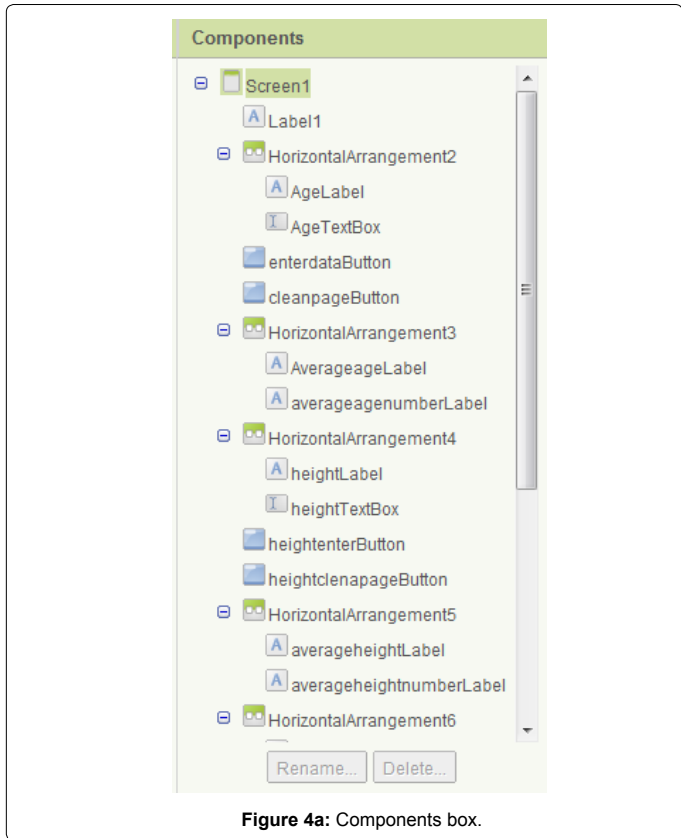 Components
Screen1
Label1
HorizontalArrangement2
AgeLabel
AgeTextBox
enterdataButton
cleanpageButton
HorizontalArrangement3
AverageageLabel
averageagenumberLabel
HorizontalArrangement4
heightLabel
heightTextBox
heightenterButton
heightclenapageButton
HorizontalArrangement5
averageheightLabel
averageheightnumberLabel
HorizontalArrangement6
Rename... Delete...
Figure 4a: Components box.